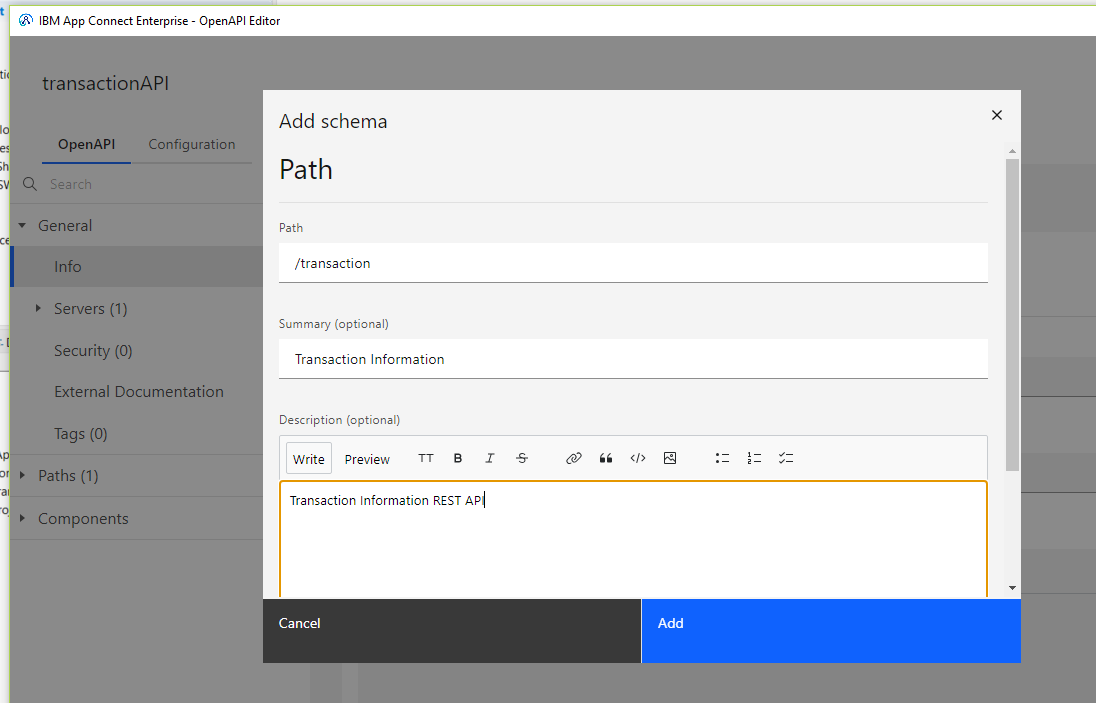 IBM App Connect Enterprise - OpenAPI Editor
transactionAPI
OpenAPI Configuration
Search
General
Info
Servers (1)
Security (0)
External Documentation
Tags (0)
Paths (1)
Components
Add schema
Path
Path
/transaction
Summary (optional)
Transaction Information
Description (optional)
Write Preview TT B I S
Transaction Information REST API
Cancel Add